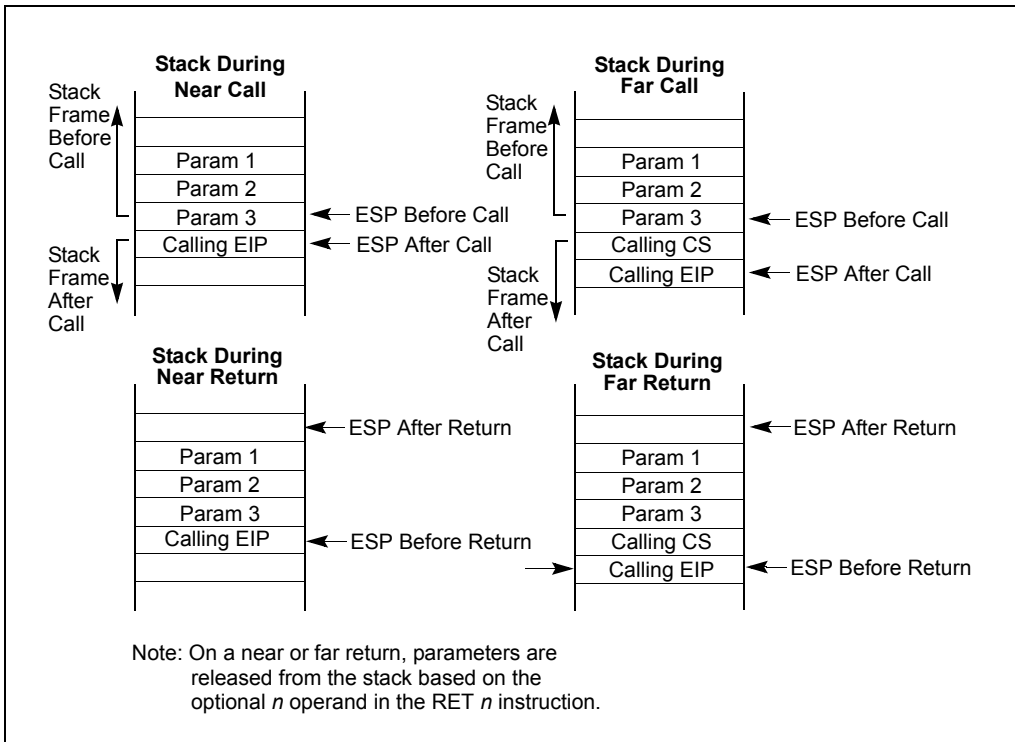 Stack During
Near Call
Stack
Frame
Before
Call
Param 1
Param 2
Param 3
ESP Before Call
Calling EIP
ESP After Call
Stack
Frame
After
Call
Stack During
Far Call
Stack
Frame
Before
Call
Param 1
Param 2
Param 3
ESP Before Call
Calling CS
Calling EIP
ESP After Call
Stack
Frame
After
Call
Stack During
Near Return
ESP After Return
Param 1
Param 2
Param 3
Calling EIP
ESP Before Return
Stack During
Far Return
ESP After Return
Param 1
Param 2
Param 3
Calling CS
Calling EIP
ESP Before Return
Note: On a near or far return, parameters are
released from the stack based on the
optional n operand in the RET n instruction.